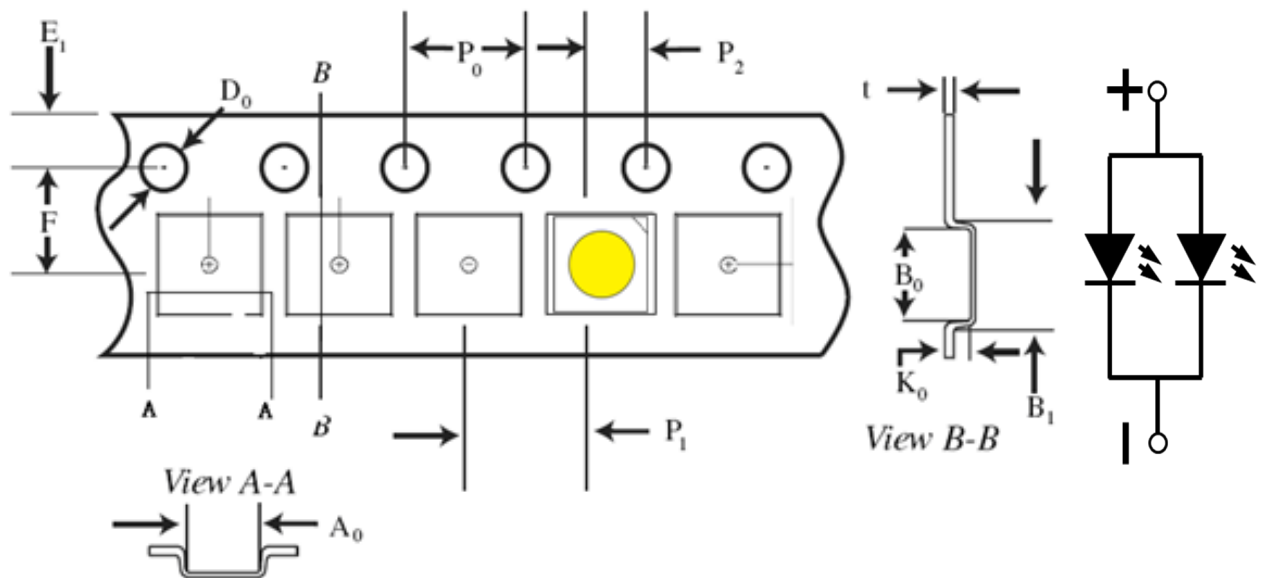 E₁
D₀
B
P₀
P₂
t
+
F
B₀
A
A
B
P₁
K₀
B₁
View B-B
View A-A
A₀